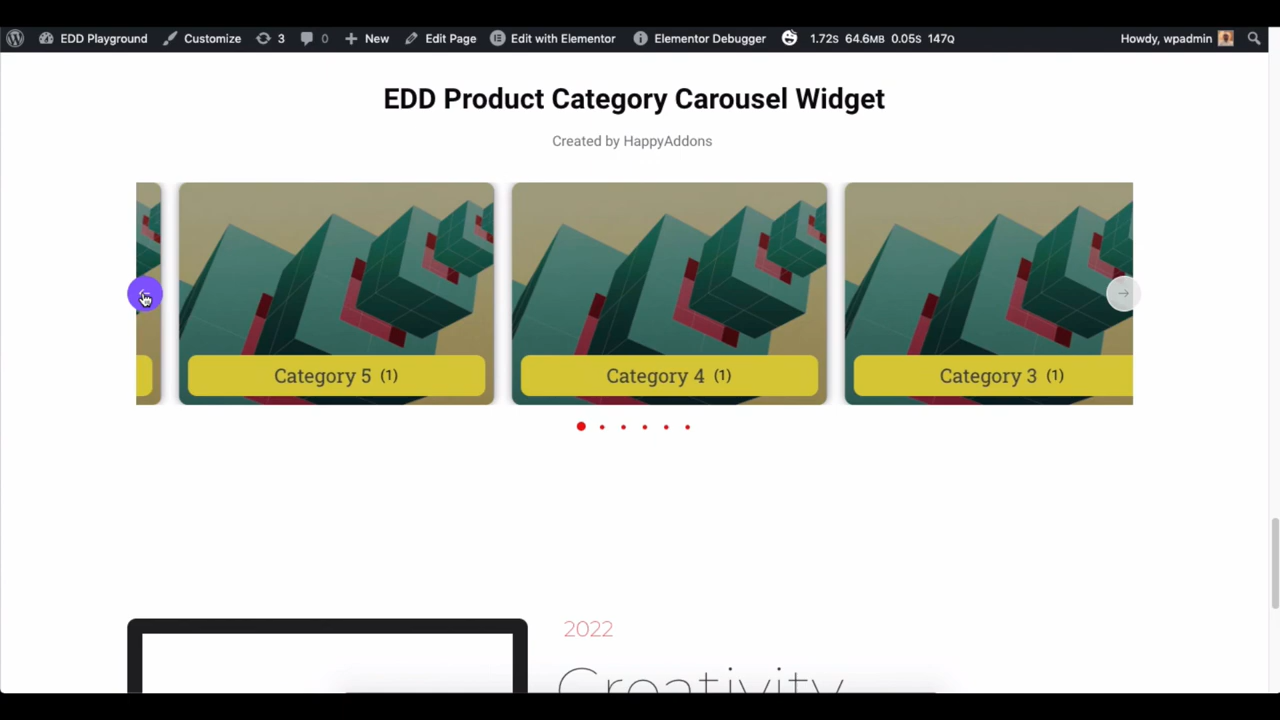 EDD Playground Customize 3 0 New Edit Page Edit with Elementor Elementor Debugger 1.72S 64.6MB 0.05S 147Q Howdy, wpadmin
EDD Product Category Carousel Widget
Created by HappyAddons
Category 5 (1) Category 4 (1) Category 3 (1)
2022
Creativity